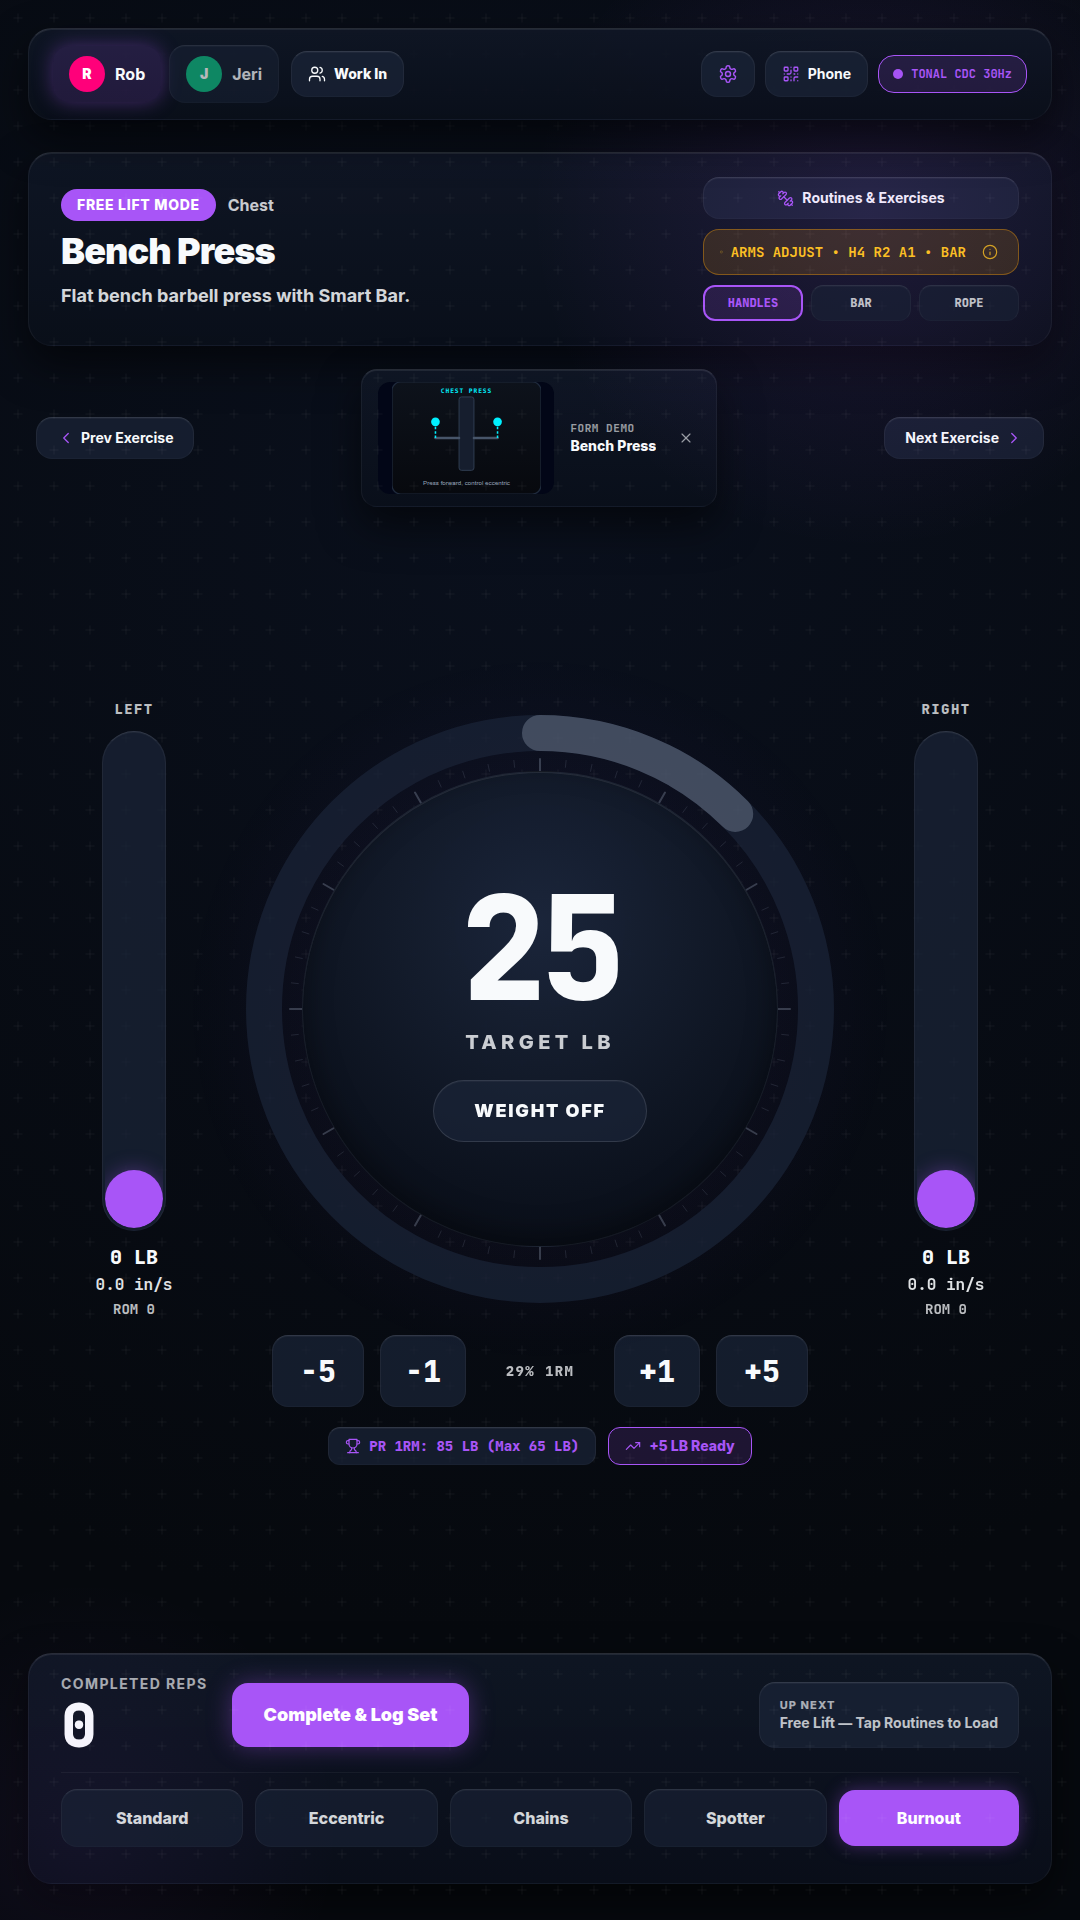 R Rob
J Jeri
Work In
Phone
TONAL CDC 30Hz
FREE LIFT MODE
Chest
Bench Press
Flat bench barbell press with Smart Bar.
Routines & Exercises
ARMS ADJUST • H4 R2 A1 • BAR
HANDLES
BAR
ROPE
Prev Exercise
CHEST PRESS
Press forward, control eccentric
FORM DEMO
Bench Press
Next Exercise
LEFT
RIGHT
25
TARGET LB
WEIGHT OFF
0 LB
0.0 in/s
ROM 0
0 LB
0.0 in/s
ROM 0
-5
-1
29% 1RM
+1
+5
PR 1RM: 85 LB (Max 65 LB)
+5 LB Ready
COMPLETED REPS
0
Complete & Log Set
UP NEXT
Free Lift — Tap Routines to Load
Standard
Eccentric
Chains
Spotter
Burnout